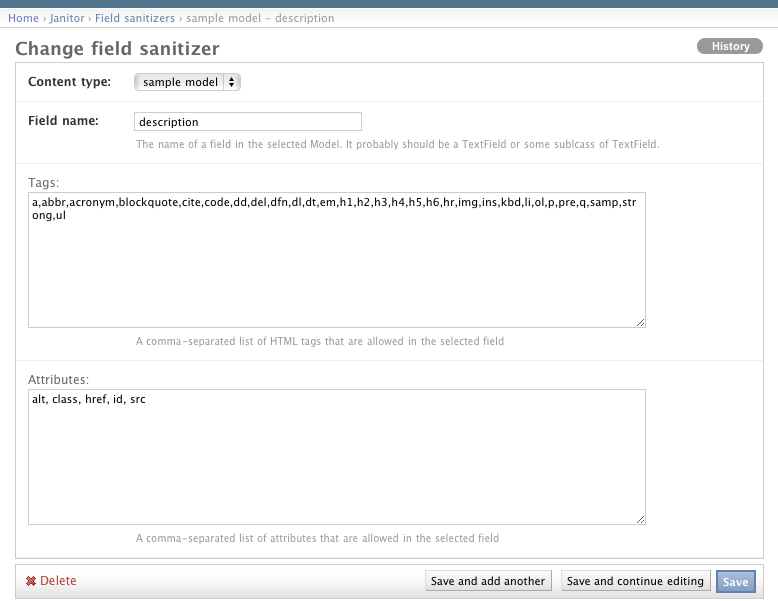 Home › Janitor › Field sanitizers › sample model - description
Change field sanitizer
History
Content type: sample model
Field name: description
The name of a field in the selected Model. It probably should be a TextField or some sublcass of TextField.
Tags:
a,abbr,acronym,blockquote,cite,code,dd,del,dfn,dl,dt,em,h1,h2,h3,h4,h5,h6,hr,img,ins,kbd,li,ol,p,pre,q,samp,str
ong,ul
A comma-separated list of HTML tags that are allowed in the selected field
Attributes:
alt, class, href, id, src
A comma-separated list of attributes that are allowed in the selected field
Delete Save and add another Save and continue editing Save